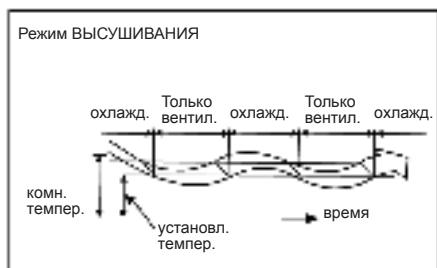 Режим ВЫСУШИВАНИЯ
охлажд. Только вентил. охлажд. Только вентил. охлажд.
комн. темпер.
установл. темпер.
время